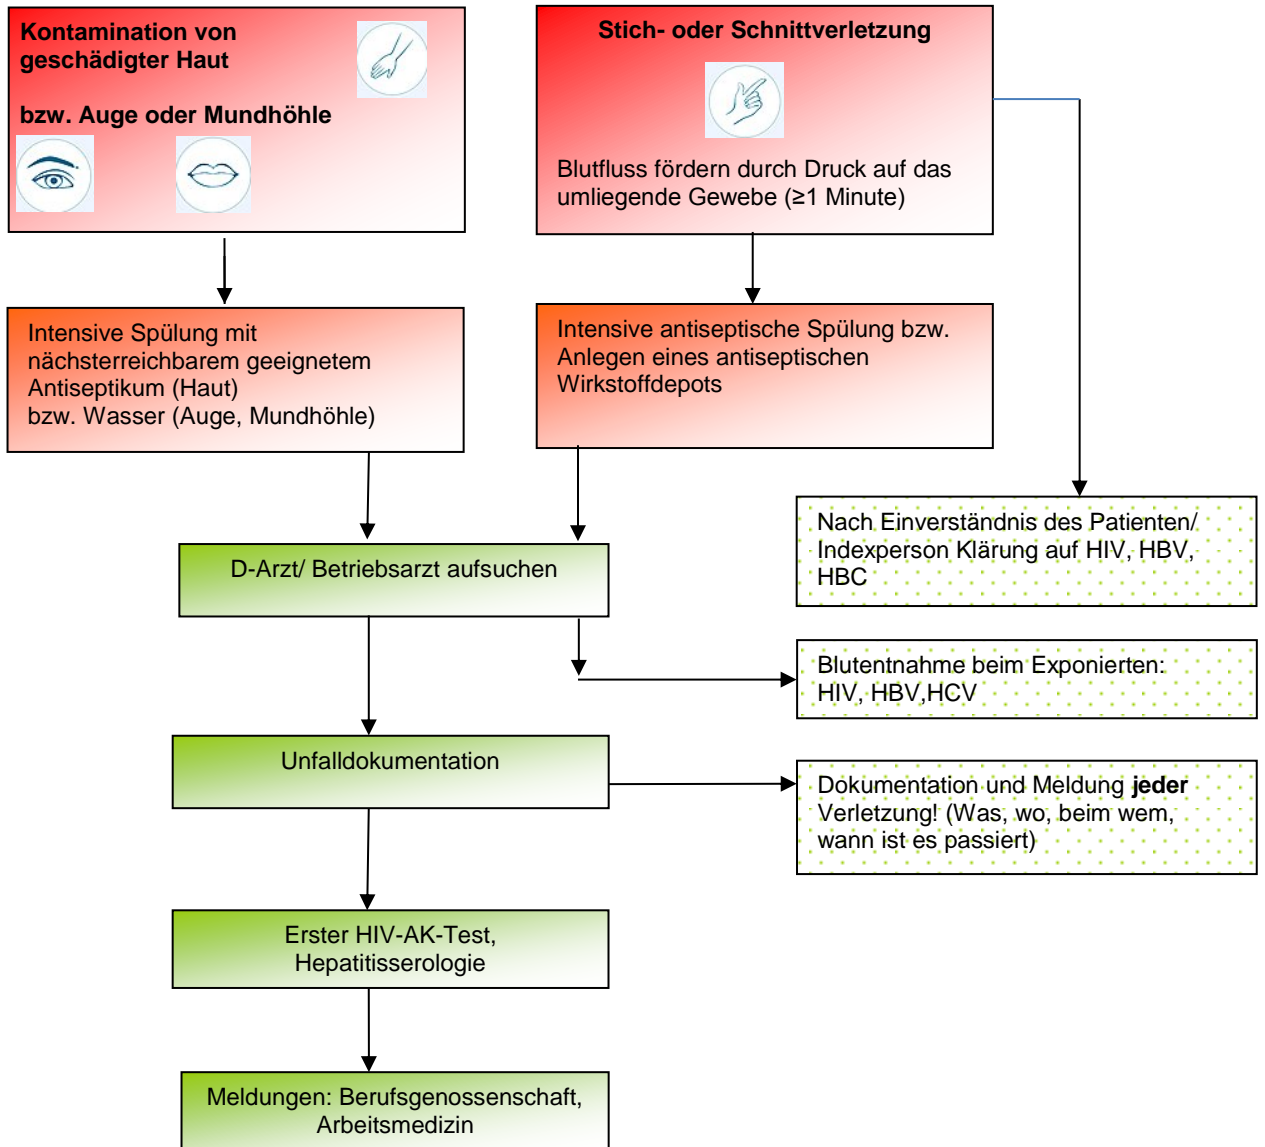 Kontamination von
geschädigter Haut
bzw. Auge oder Mundhöhle
Stich- oder Schnittverletzung
Blutfluss fördern durch Druck auf das
umliegende Gewebe (≥1 Minute)
Intensive Spülung mit
nächsterreichbarem geeignetem
Antiseptikum (Haut)
bzw. Wasser (Auge, Mundhöhle)
Intensive antiseptische Spülung bzw.
Anlegen eines antiseptischen
Wirkstoffdepots
Nach Einverständnis des Patienten/
Indexperson Klärung auf HIV, HBV,
HBC
D-Arzt/ Betriebsarzt aufsuchen
Blutentnahme beim Exponierten:
HIV, HBV,HCV
Unfalldokumentation
Dokumentation und Meldung jeder
Verletzung! (Was, wo, beim wem,
wann ist es passiert)
Erster HIV-AK-Test,
Hepatitisserologie
Meldungen: Berufsgenossenschaft,
Arbeitsmedizin